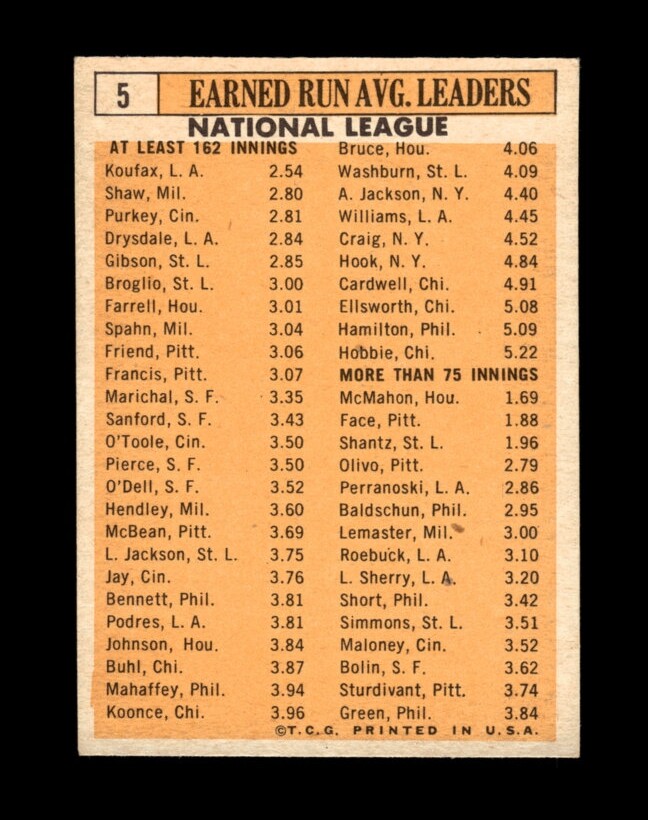 5 EARNED RUN AVG. LEADERS
NATIONAL LEAGUE
AT LEAST 162 INNINGS
Koufax, L. A. 2.54
Shaw, Mil. 2.80
Purkey, Cin. 2.81
Drysdale, L. A. 2.84
Gibson, St. L. 2.85
Broglio, St. L. 3.00
Farrell, Hou. 3.01
Spahn, Mil. 3.04
Friend, Pitt. 3.06
Francis, Pitt. 3.07
Marichal, S. F. 3.35
Sanford, S. F. 3.43
O'Toole, Cin. 3.50
Pierce, S. F. 3.50
O'Dell, S. F. 3.52
Hendley, Mil. 3.60
McBean, Pitt. 3.69
L. Jackson, St. L. 3.75
Jay, Cin. 3.76
Bennett, Phil. 3.81
Podres, L. A. 3.81
Johnson, Hou. 3.84
Buhl, Chi. 3.87
Mahaffey, Phil. 3.94
Koonce, Chi. 3.96
Bruce, Hou. 4.06
Washburn, St. L. 4.09
A. Jackson, N. Y. 4.40
Williams, L. A. 4.45
Craig, N. Y. 4.52
Hook, N. Y. 4.84
Cardwell, Chi. 4.91
Ellsworth, Chi. 5.08
Hamilton, Phil. 5.09
Hobbie, Chi. 5.22
MORE THAN 75 INNINGS
McMahon, Hou. 1.69
Face, Pitt. 1.88
Shantz, St. L. 1.96
Olivo, Pitt. 2.79
Perranoski, L. A. 2.86
Baldschun, Phil. 2.95
Lemaster, Mil. 3.00
Roebuck, L. A. 3.10
L. Sherry, L. A. 3.20
Short, Phil. 3.42
Simmons, St. L. 3.51
Maloney, Cin. 3.52
Bolin, S. F. 3.62
Sturdivant, Pitt. 3.74
Green, Phil. 3.84
©T.C.G. PRINTED IN U.S.A.